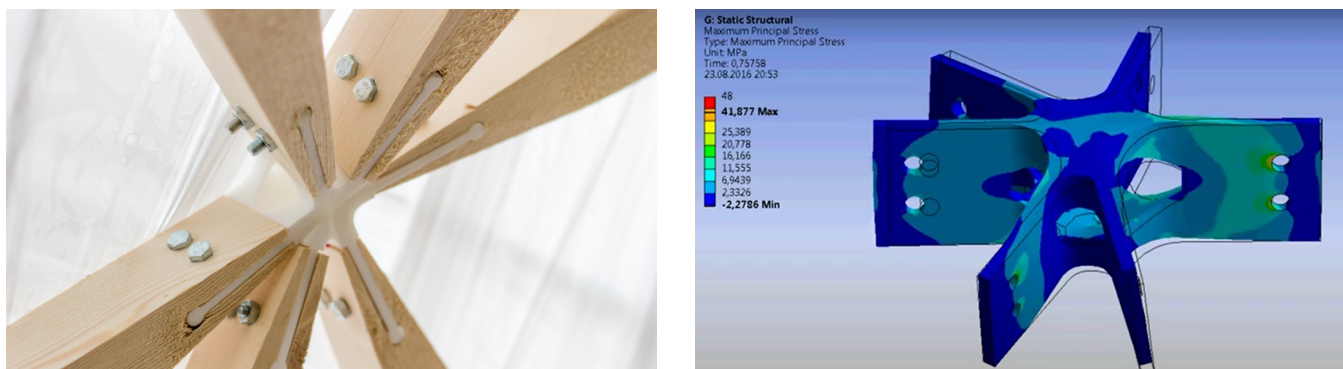 G: Static Structural
Maximum Principal Stress
Type: Maximum Principal Stress
Unit: MPa
Time: 0,75758
23.08.2016 20:53
48
41,877 Max
25,389
20,778
16,166
11,555
6,9439
2,3326
-2,2786 Min